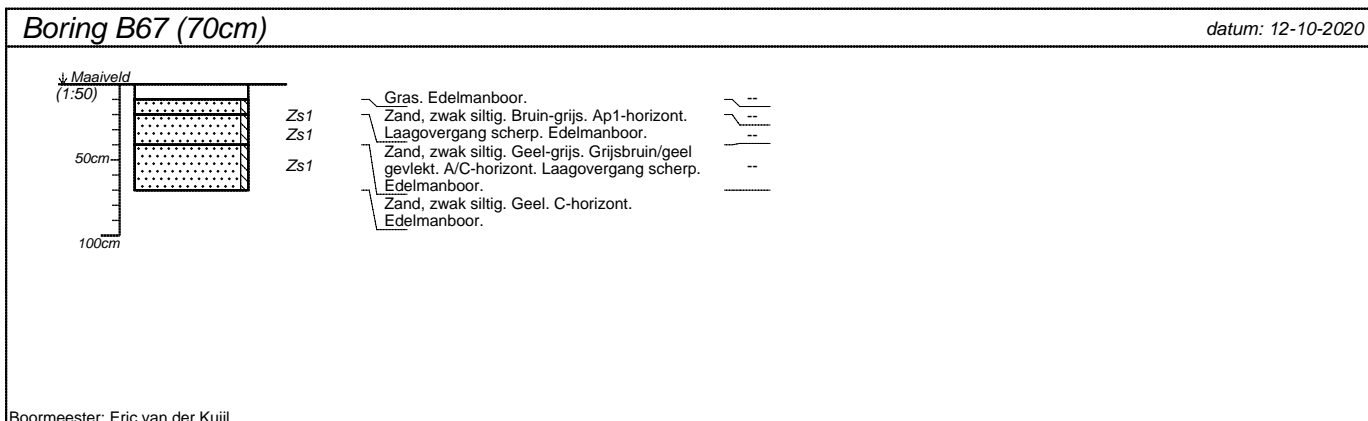 Boring B67 (70cm)
datum: 12-10-2020
Maaiveld
(1:50)
50cm
100cm
Zs1
Zs1
Zs1
Gras. Edelmanboor.
Zand, zwak siltig. Bruin-grijs. Ap1-horizont.
Laagovergang scherp. Edelmanboor.
Zand, zwak siltig. Geel-grijs. Grijsbruin/geel
gevlekt. A/C-horizont. Laagovergang scherp.
Edelmanboor.
Zand, zwak siltig. Geel. C-horizont.
Edelmanboor.
--
--
--
--
Boormeester: Eric van der Kuijl